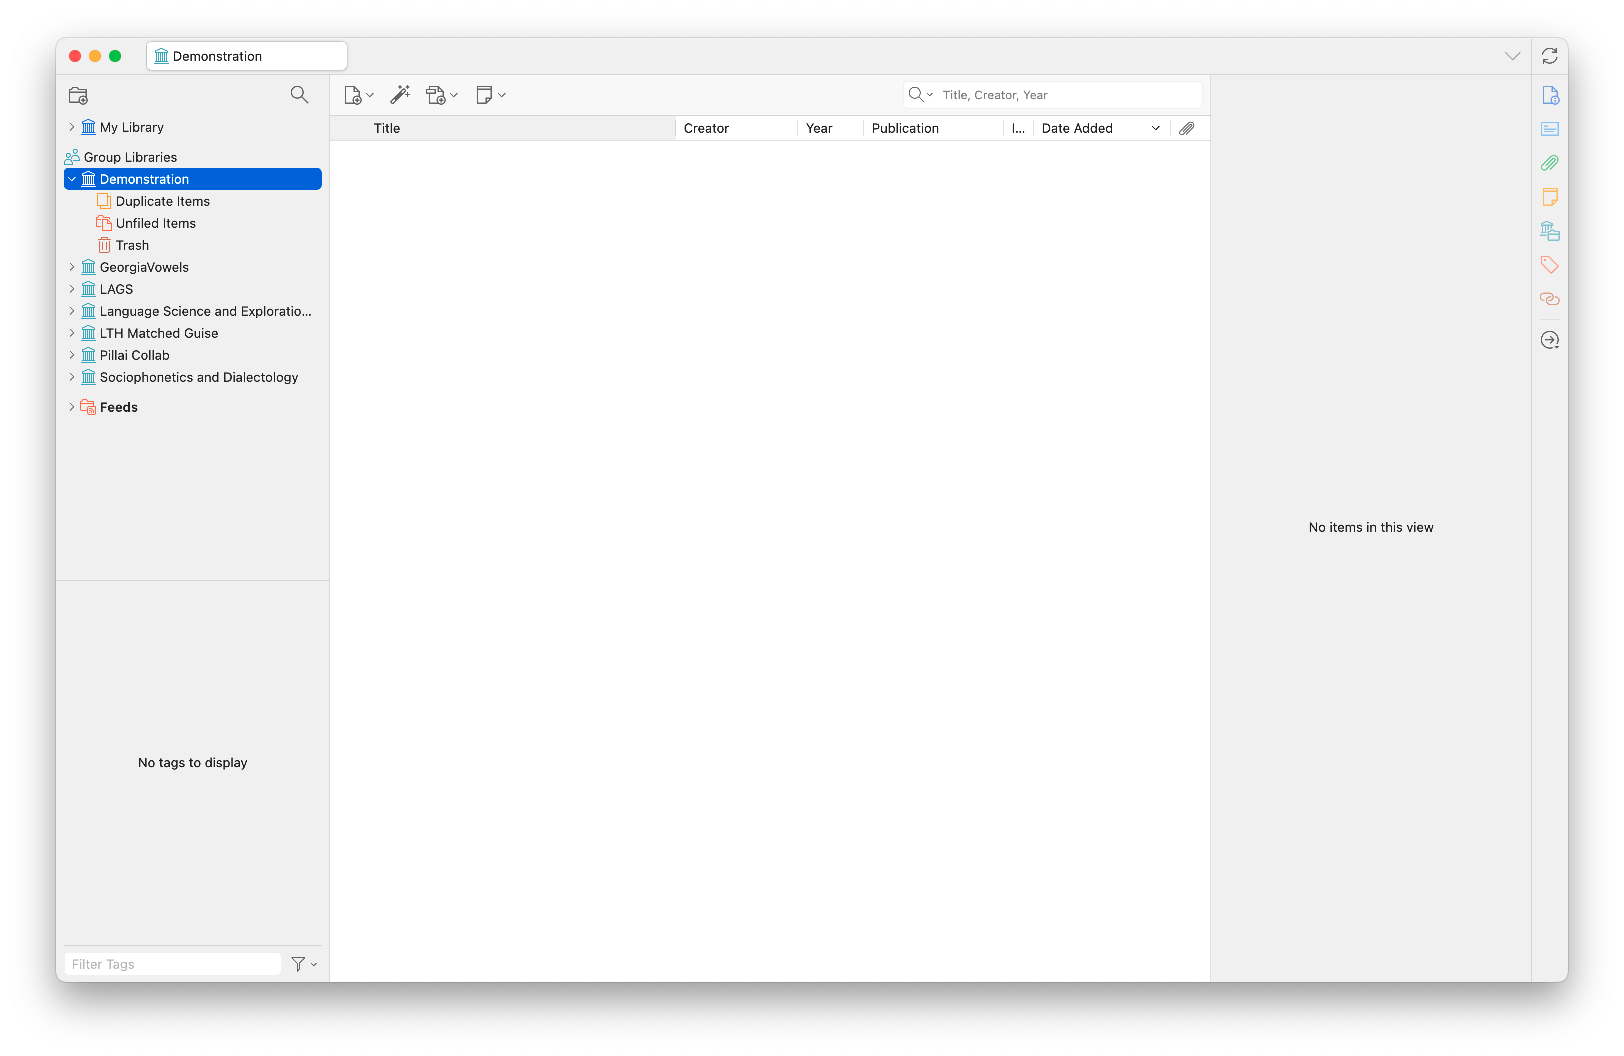 Demonstration
My Library
Group Libraries
Demonstration
Duplicate Items
Unfiled Items
Trash
GeorgiaVowels
LAGS
Language Science and Exploratio...
LTH Matched Guise
Pillai Collab
Sociophonetics and Dialectology
Feeds
No tags to display
Filter Tags
Title, Creator, Year
Title Creator Year Publication I... Date Added
No items in this view